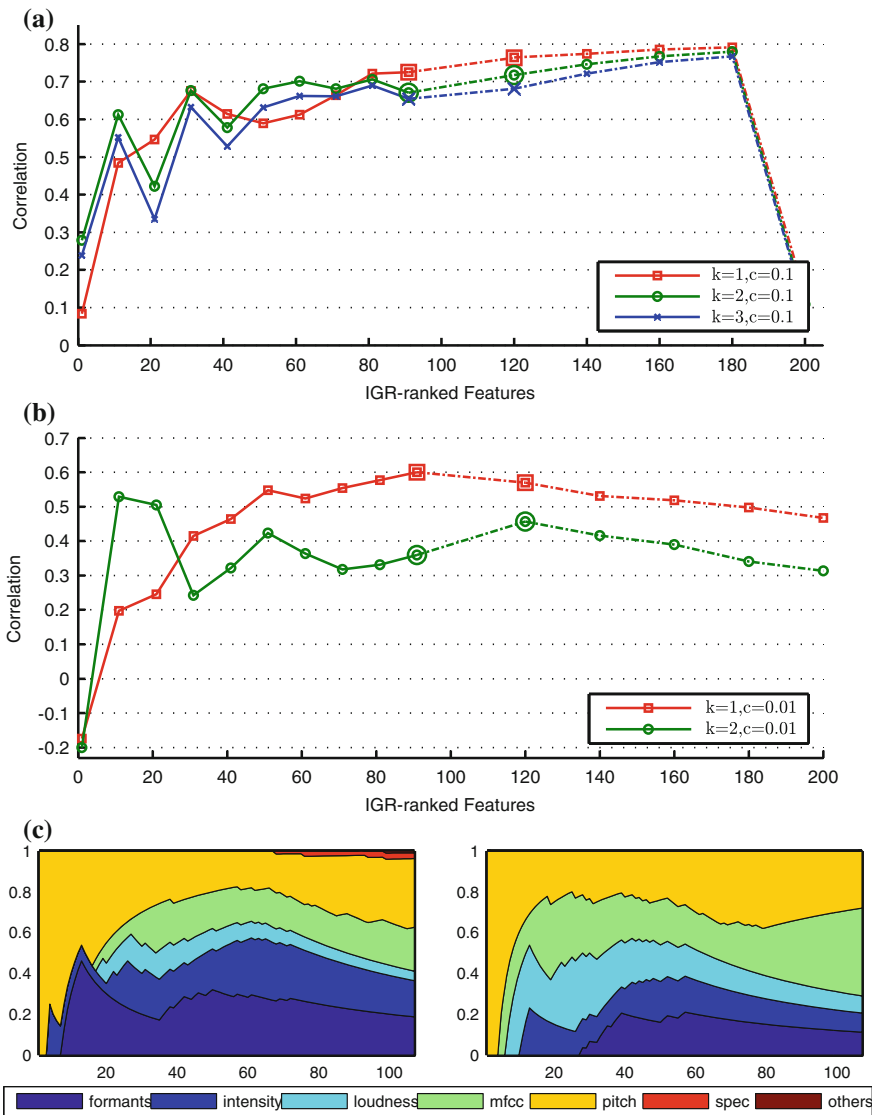 (a)
0.8
0.7
0.6
0.5
0.4
0.3
0.2
0.1
0
Correlation
k=1,c=0.1
k=2,c=0.1
k=3,c=0.1
0 20 40 60 80 100 120 140 160 180 200
IGR-ranked Features
(b)
0.7
0.6
0.5
0.4
0.3
0.2
0.1
0
-0.1
-0.2
Correlation
k=1,c=0.01
k=2,c=0.01
0 20 40 60 80 100 120 140 160 180 200
IGR-ranked Features
(c)
1
0.8
0.6
0.4
0.2
0
20 40 60 80 100
1
0.8
0.6
0.4
0.2
0
20 40 60 80 100
formants intensity loudness mfcc pitch spec others